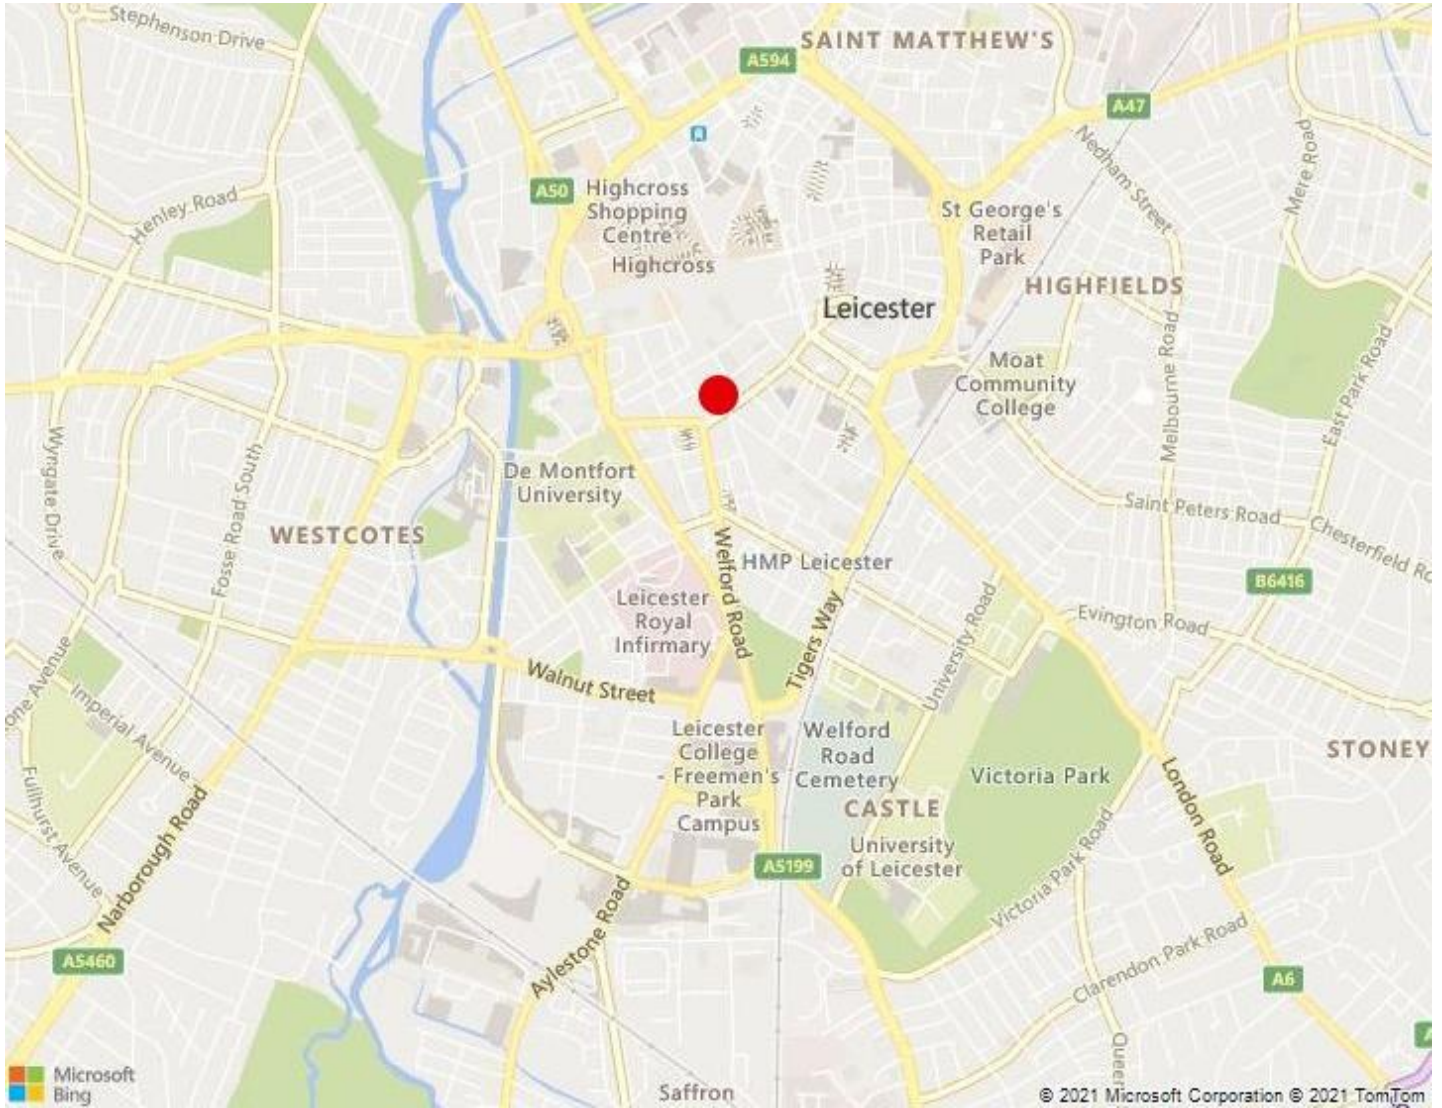 Stephenson Drive
SAINT MATTHEW'S
A594
A47
Nedham Street
Mere Road
A50
Highcross
Shopping
Centre
Highcross
Henley Road
St George's
Retail
Park
HIGHFIELDS
Leicester
Moat
Community
College
Melbourne Road
East Park Road
Wyngate Drive
Fosse Road South
De Montfort
University
WESTCOTES
Saint Peters Road
Chesterfield Ro
Welford Road
HMP Leicester
B6416
Leicester
Royal
Infirmary
Tigers Way
University Road
Evington Road
Walnut Street
one Avenue
Imperial Avenue
Fullhurst Avenue
Narborough Road
Leicester
College
- Freemen's
Park
Campus
Welford
Road
Cemetery
Victoria Park
STONEY
CASTLE
London Road
University
of Leicester
A5199
Victoria Park Road
Aylestone Road
A5460
Clarendon Park Road
A6
Queen
Saffron
Microsoft
Bing
© 2021 Microsoft Corporation © 2021 TomTom